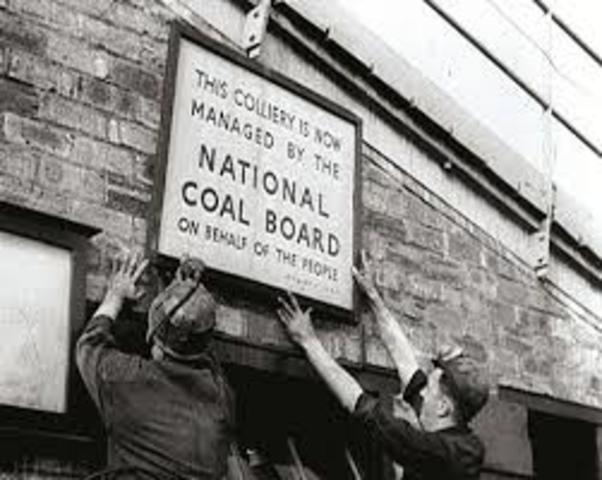 THIS COLLIERY IS NOW
MANAGED BY THE
NATIONAL
COAL BOARD
ON BEHALF OF THE PEOPLE